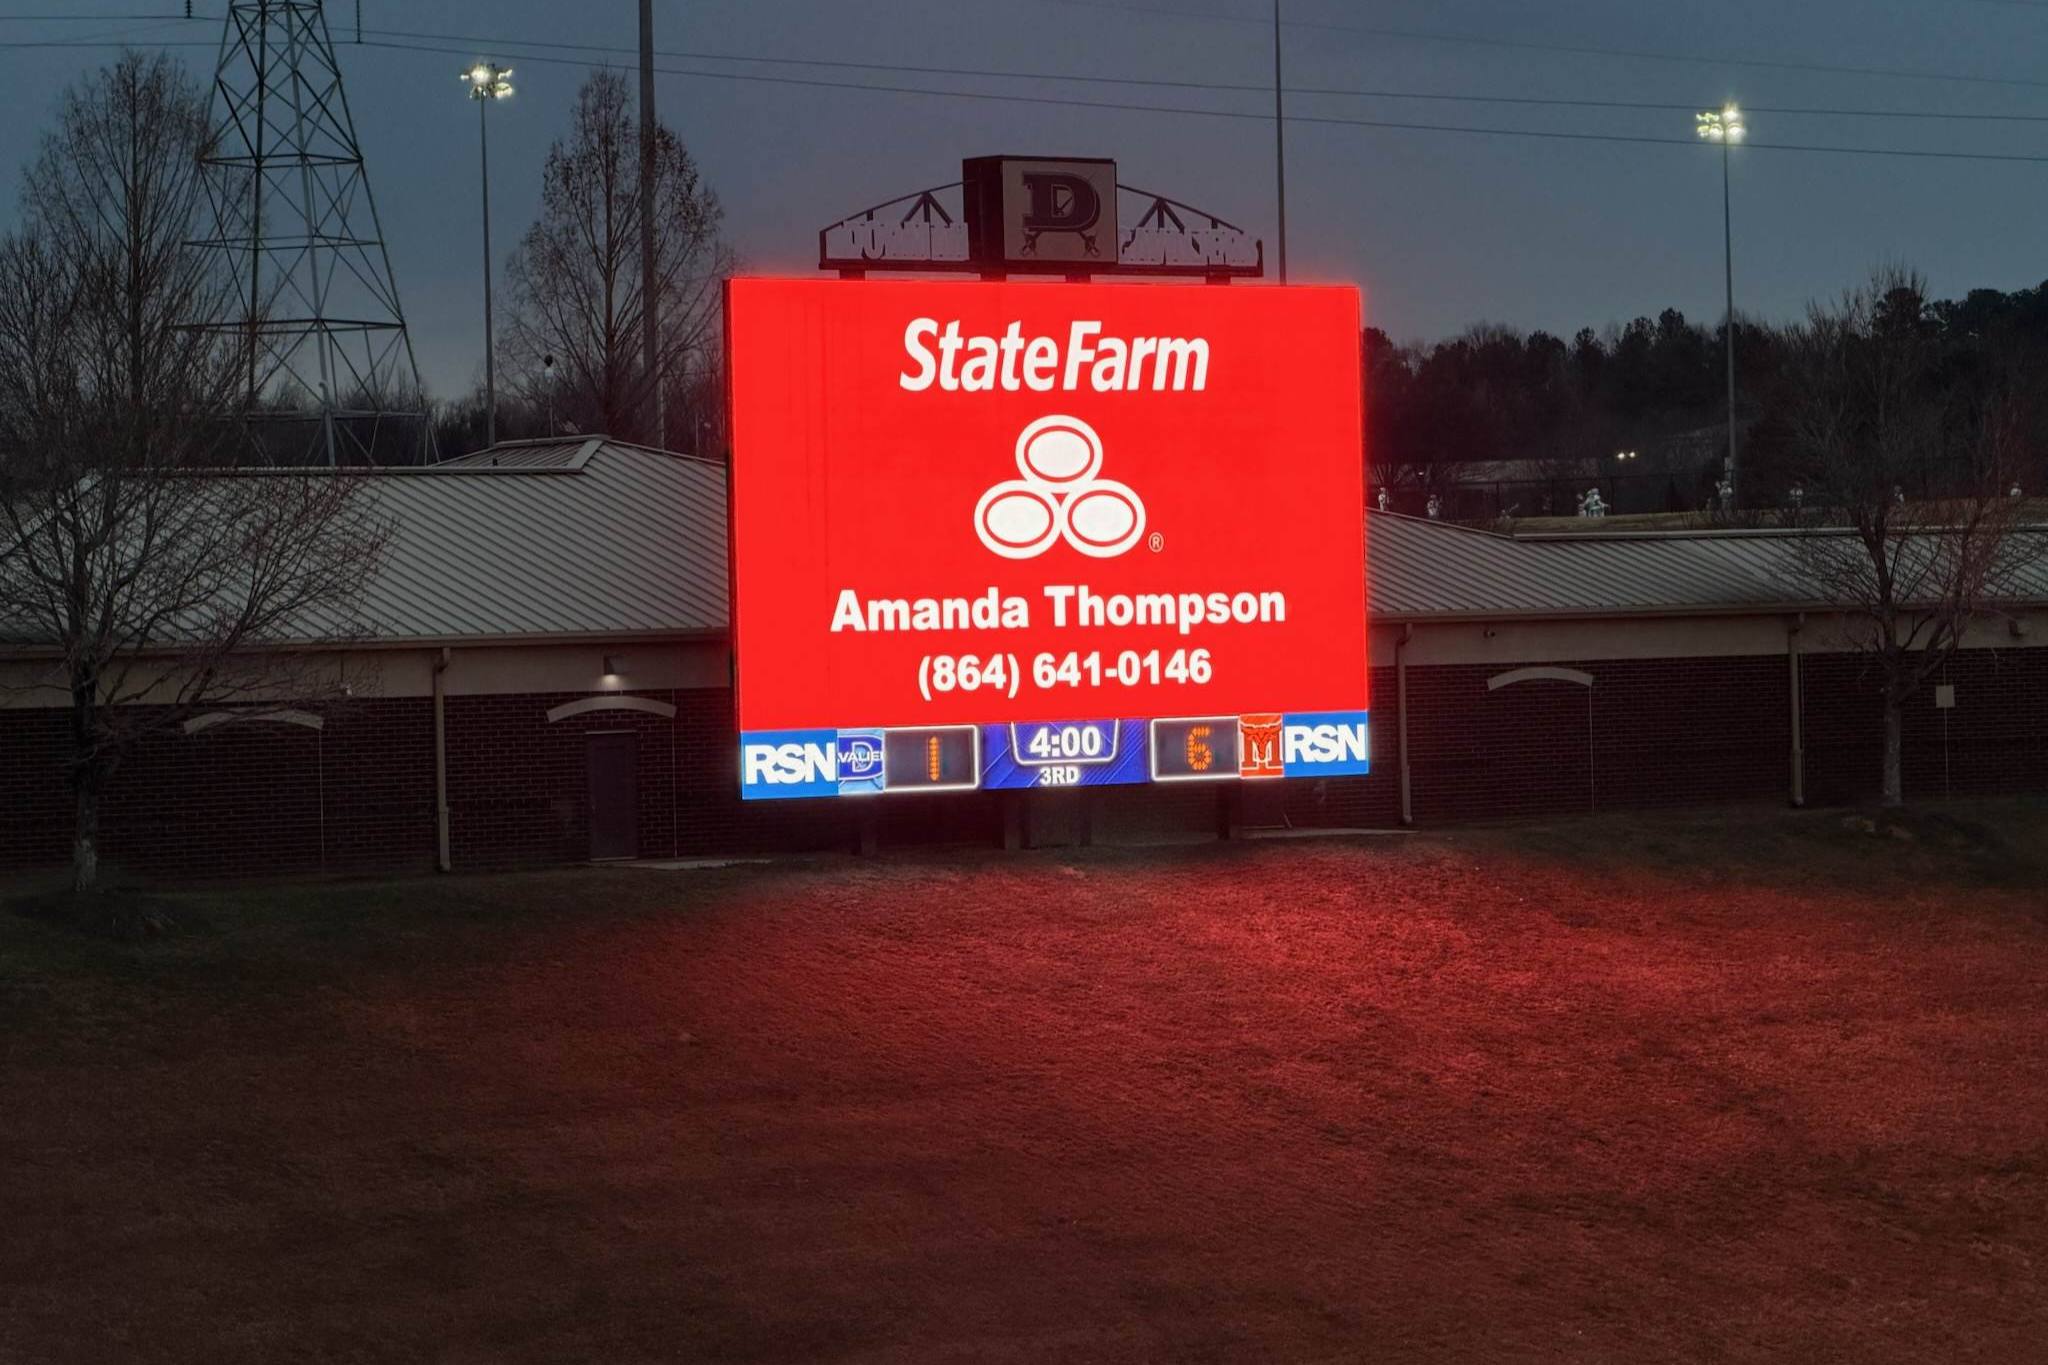 D
State Farm
®
Amanda Thompson
(864) 641-0146
RSN
D
1
4:00
3RD
6
M
RSN